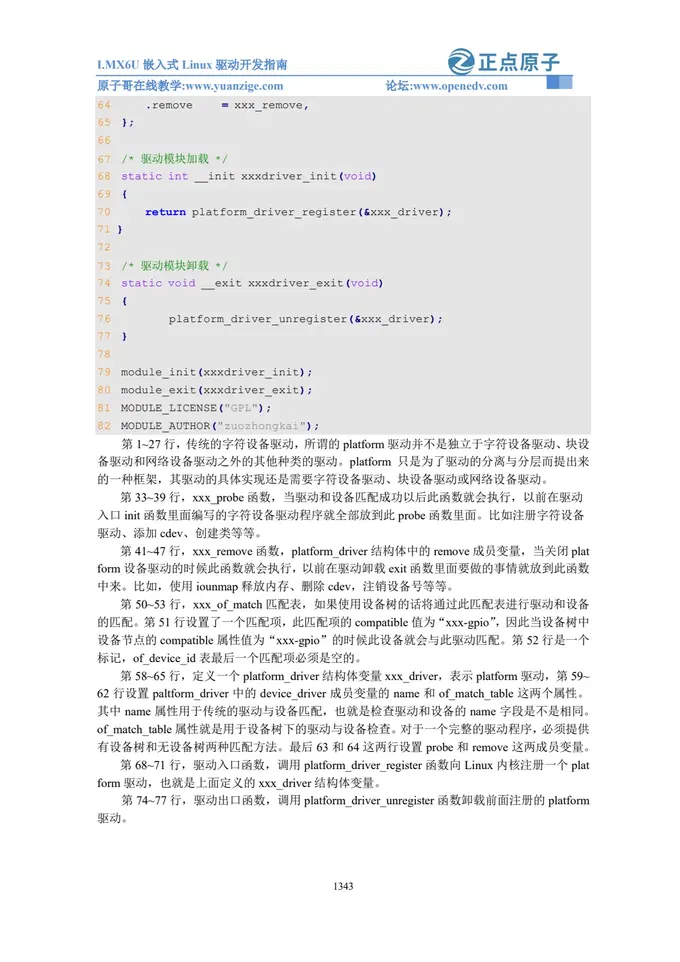 I.MX6U 嵌入式 Linux 驱动开发指南
正点原子
原子哥在线教学:www.yuanzige.com 论坛:www.openedv.com
64 .remove = xxx_remove,
65 };
66
67 /* 驱动模块加载 */
68 static int __init xxxdriver_init(void)
69 {
70 return platform_driver_register(&xxx_driver);
71 }
72
73 /* 驱动模块卸载 */
74 static void __exit xxxdriver_exit(void)
75 {
76 platform_driver_unregister(&xxx_driver);
77 }
78
79 module_init(xxxdriver_init);
80 module_exit(xxxdriver_exit);
81 MODULE_LICENSE("GPL");
82 MODULE_AUTHOR("zuozhongkai");
第 1~27 行，传统的字符设备驱动，所谓的 platform 驱动并不是独立于字符设备驱动、块设
备驱动和网络设备驱动之外的其他种类的驱动。platform 只是为了驱动的分离与分层而提出来
的一种框架，其驱动的具体实现还是需要字符设备驱动、块设备驱动或网络设备驱动。
第 33~39 行，xxx_probe 函数，当驱动和设备匹配成功以后此函数就会执行，以前在驱动
入口 init 函数里面编写的字符设备驱动程序就全部放到此 probe 函数里面。比如注册字符设备
驱动、添加 cdev、创建类等等。
第 41~47 行，xxx_remove 函数，platform_driver 结构体中的 remove 成员变量，当关闭 plat
form 设备驱动的时候此函数就会执行，以前在驱动卸载 exit 函数里面要做的事情就放到此函数
中来。比如，使用 iounmap 释放内存、删除 cdev，注销设备号等等。
第 50~53 行，xxx_of_match 匹配表，如果使用设备树的话将通过此匹配表进行驱动和设备
的匹配。第 51 行设置了一个匹配项，此匹配项的 compatible 值为“xxx-gpio”，因此当设备树中
设备节点的 compatible 属性值为“xxx-gpio”的时候此设备就会与此驱动匹配。第 52 行是一个
标记，of_device_id 表最后一个匹配项必须是空的。
第 58~65 行，定义一个 platform_driver 结构体变量 xxx_driver，表示 platform 驱动，第 59~
62 行设置 paltform_driver 中的 device_driver 成员变量的 name 和 of_match_table 这两个属性。
其中 name 属性用于传统的驱动与设备匹配，也就是检查驱动和设备的 name 字段是不是相同。
of_match_table 属性就是用于设备树下的驱动与设备检查。对于一个完整的驱动程序，必须提供
有设备树和无设备树两种匹配方法。最后 63 和 64 这两行设置 probe 和 remove 这两成员变量。
第 68~71 行，驱动入口函数，调用 platform_driver_register 函数向 Linux 内核注册一个 plat
form 驱动，也就是上面定义的 xxx_driver 结构体变量。
第 74~77 行，驱动出口函数，调用 platform_driver_unregister 函数卸载前面注册的 platform
驱动。
1343